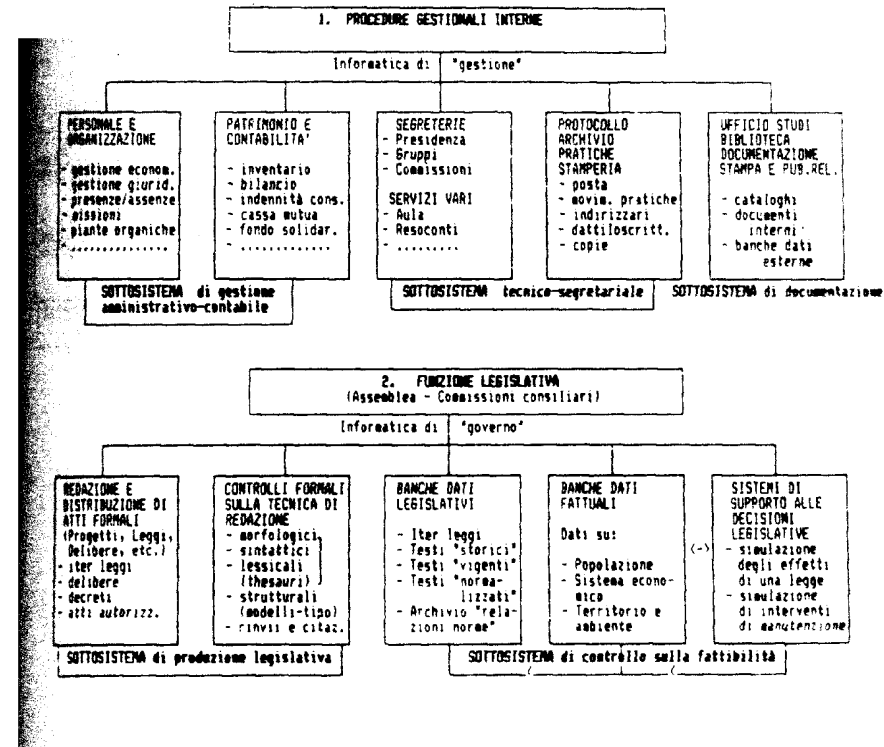 1. PROCEDURE GESTIONALI INTERNE
Informatica di "gestione"
PERSONALE E
ORGANIZZAZIONE
- gestione econom.
- gestione giurid.
- presenze/assenze
- missioni
- piante organiche
- ..............
PATRIMONIO E
CONTABILITA'
- inventario
- bilancio
- indennità cons.
- cassa mutua
- fondo solidar.
- .............
SEGRETERIE
- Presidenza
- Gruppi
- Commissioni
SERVIZI VARI
- Aula
- Resoconti
- .........
PROTOCOLLO
ARCHIVIO
PRATICHE
STAMPERIA
- posta
- movim. pratiche
- indirizzari
- dattiloscritt.
- copie
UFFICIO STUDI
BIBLIOTECA
DOCUMENTAZIONE
STAMPA E PUB.REL.
- cataloghi
- documenti
interni
- banche dati
esterne
SOTTOSISTEMA di gestione
amministrativo-contabile
SOTTOSISTEMA tecnico-segretariale
SOTTOSISTEMA di documentazione
2. FUNZIONE LEGISLATIVA
(Assemblea - Commissioni consiliari)
Informatica di "governo"
REDAZIONE E
DISTRIBUZIONE DI
ATTI FORMALI
(Progetti, Leggi,
Delibere, etc.)
- iter leggi
- delibere
- decreti
- atti autorizz.
CONTROLLI FORMALI
SULLA TECNICA DI
REDAZIONE
- morfologici
- sintattici
- lessicali
(thesauri)
- strutturali
(modelli-tipo)
- rinvii e citaz.
BANCHE DATI
LEGISLATIVI
- Iter leggi
- Testi "storici"
- Testi "vigenti"
- Testi "norma-
lizzati"
- Archivio "rela-
zioni norme"
BANCHE DATI
FATTUALI
Dati su:
- Popolazione
- Sistema econo-
mico
- Territorio e
ambiente
(-)
SISTEMI DI
SUPPORTO ALLE
DECISIONI
LEGISLATIVE
- simulazione
degli effetti
di una legge
- simulazione
di interventi
di manutenzione
SOTTOSISTEMA di produzione legislativa
SOTTOSISTEMA di controllo sulla fattibilità